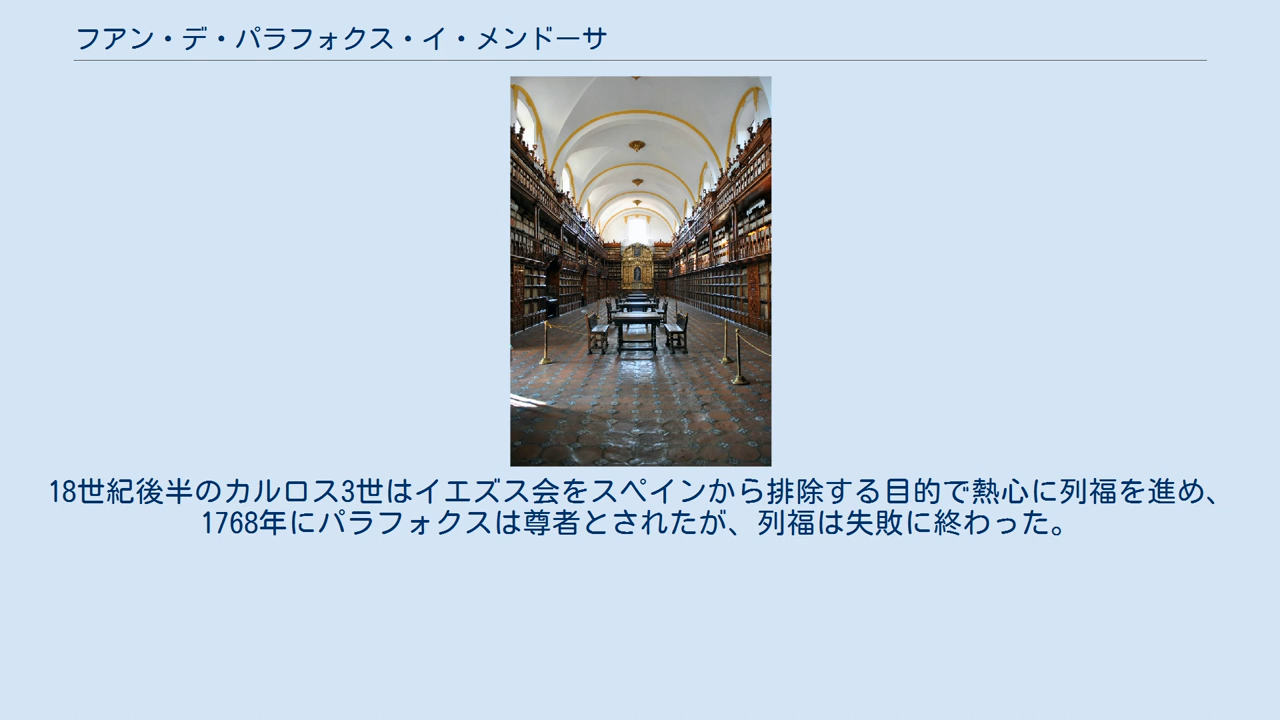 フアン・デ・パラフォクス・イ・メンドーサ
18世紀後半のカルロス3世はイエズス会をスペインから排除する目的で熱心に列福を進め、
1768年にパラフォクスは尊者とされたが、列福は失敗に終わった。